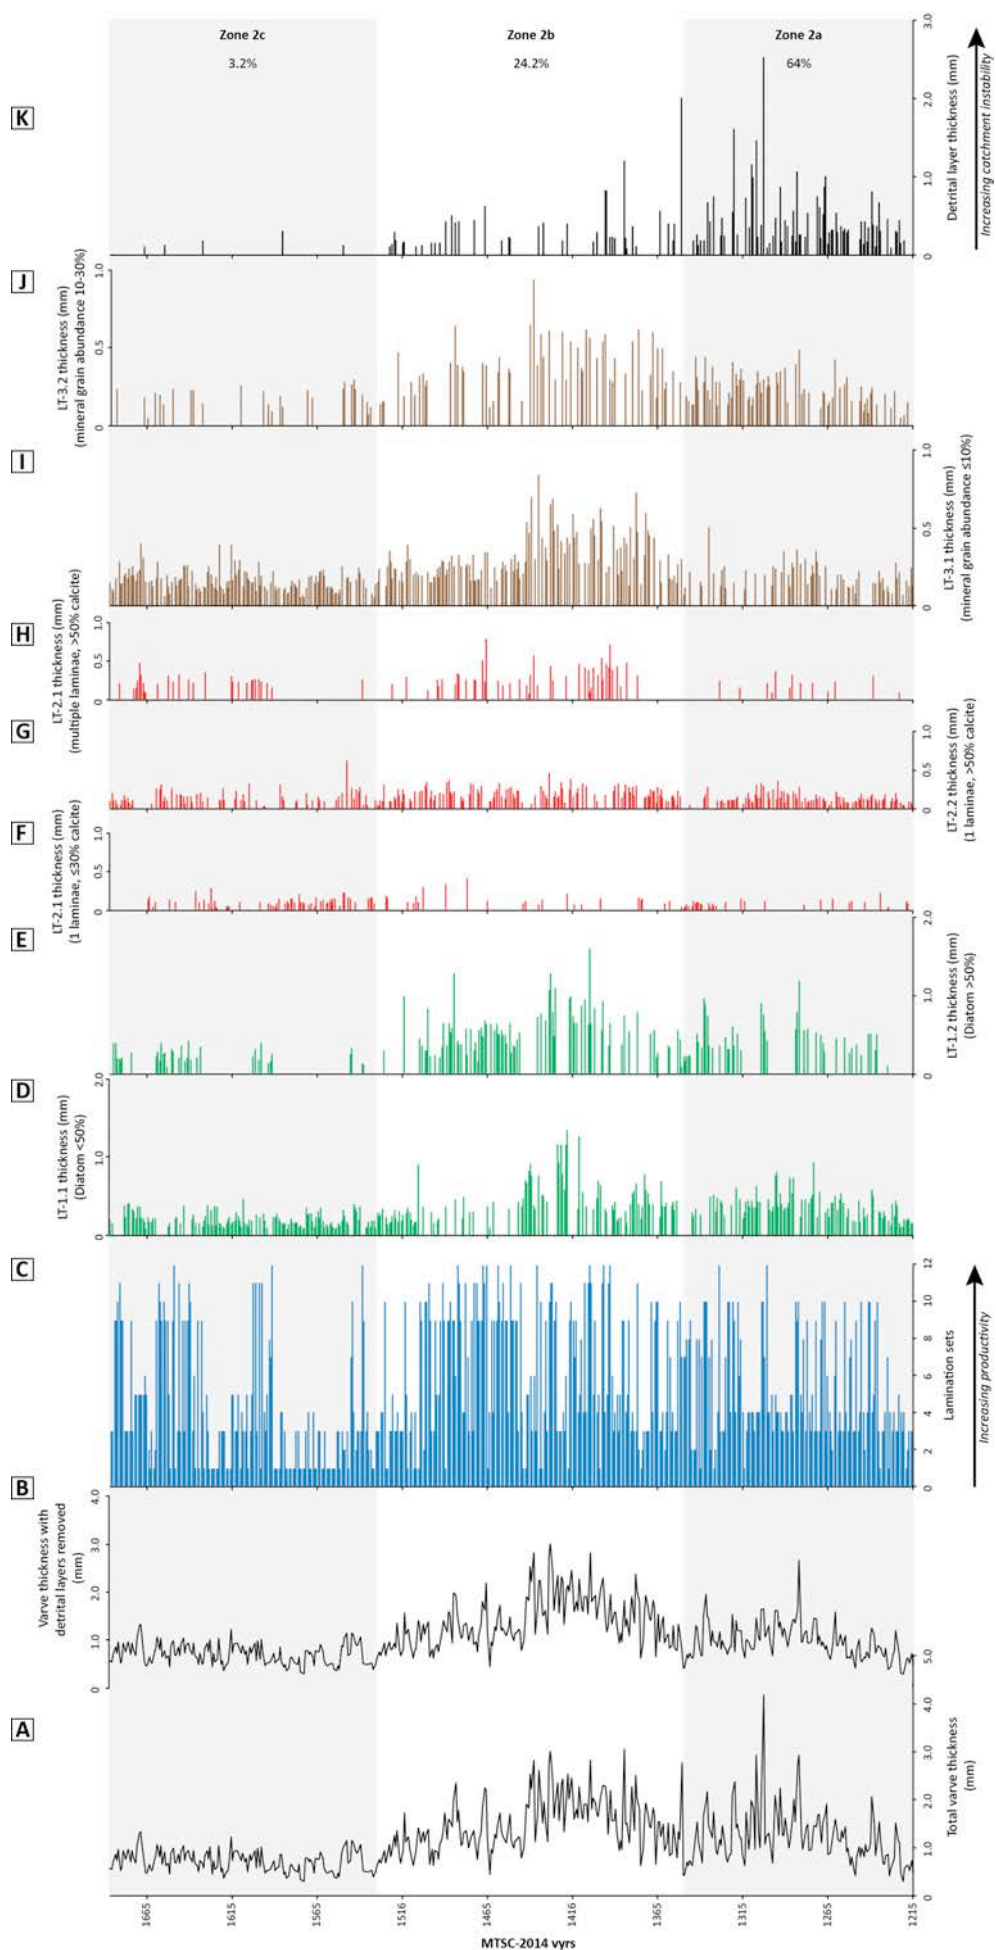 Zone 2c
Zone 2b
Zone 2a
3.2%
24.2%
64%
K
Detrital layer thickness (mm)
0
1.0
2.0
3.0
Increasing catchment instability
J
LT-3.2 thickness (mm)
(mineral grain abundance 10-30%)
0
0.5
1.0
I
LT-3.1 thickness (mm)
(mineral grain abundance ≤10%)
0
0.5
1.0
H
LT-2.1 thickness (mm)
(multiple laminae, >50% calcite)
0
0.5
1.0
G
LT-2.2 thickness (mm)
(1 laminae, >50% calcite)
0
0.5
1.0
F
LT-2.1 thickness (mm)
(1 laminae, ≤30% calcite)
0
0.5
1.0
E
LT-1.2 thickness (mm)
(Diatom >50%)
0
1.0
2.0
D
LT-1.1 thickness (mm)
(Diatom <50%)
0
1.0
2.0
C
Lamination sets
0
2
4
6
8
10
12
Increasing productivity
B
Varve thickness with
detrital layers removed
(mm)
0
1.0
2.0
3.0
4.0
A
Total varve thickness
(mm)
0
1.0
2.0
3.0
4.0
5.0
1665
1615
1565
1516
1465
1416
1365
1315
1265
1215
MTSC-2014 vyrs